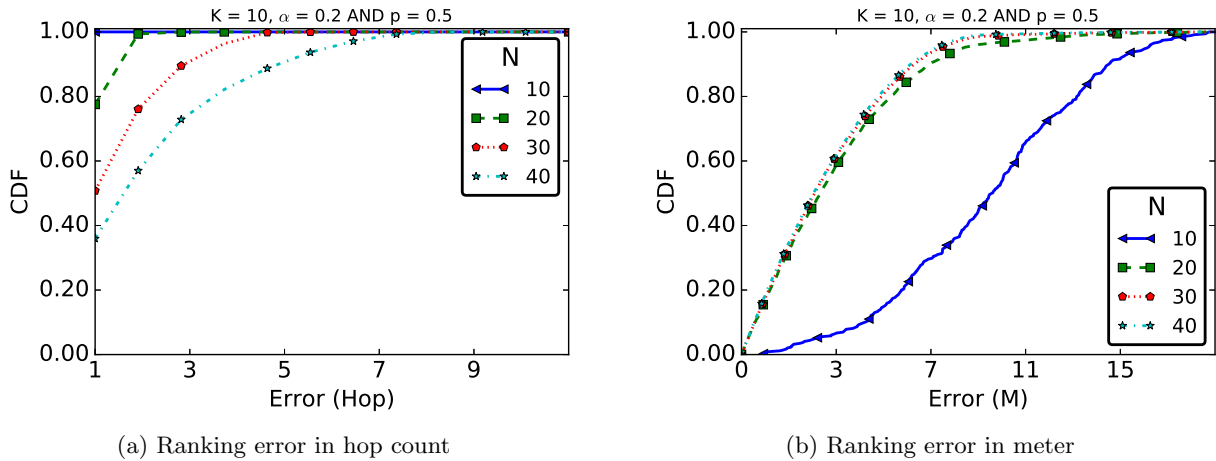 K = 10, α = 0.2 AND p = 0.5
1.00
0.80
0.60
0.40
0.20
0.00
CDF
1 3 5 7 9
Error (Hop)
N
10
20
30
40
(a) Ranking error in hop count
K = 10, α = 0.2 AND p = 0.5
1.00
0.80
0.60
0.40
0.20
0.00
CDF
0 3 7 11 15
Error (M)
N
10
20
30
40
(b) Ranking error in meter